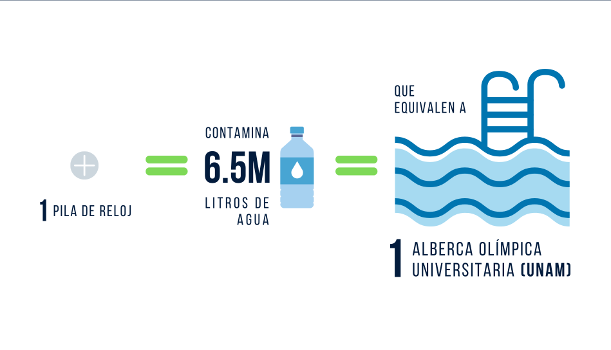 1 PILA DE RELOJ
CONTAMINA
6.5M
LITROS DE
AGUA
QUE
EQUIVALEN A
1 ALBERCA OLÍMPICA
UNIVERSITARIA (UNAM)